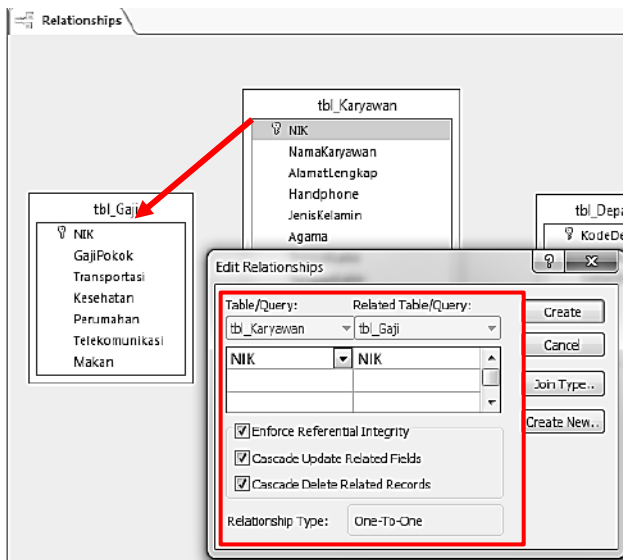 Relationships
tbl_Karyawan
NIK
NamaKaryawan
AlamatLengkap
Handphone
JenisKelamin
Agama
tbl_Gaji
NIK
GajiPokok
Transportasi
Kesehatan
Perumahan
Telekomunikasi
Makan
tbl_Depa
KodeDe
Edit Relationships
? X
Table/Query: Related Table/Query:
tbl_Karyawan tbl_Gaji
NIK NIK
Enforce Referential Integrity
Cascade Update Related Fields
Cascade Delete Related Records
Relationship Type: One-To-One
Create
Cancel
Join Type..
Create New..